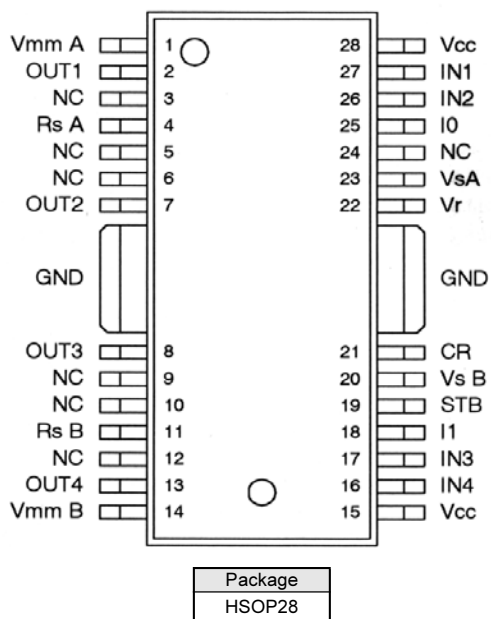 Vmm A 1 28 Vcc
OUT1 2 27 IN1
NC 3 26 IN2
Rs A 4 25 I0
NC 5 24 NC
NC 6 23 VsA
OUT2 7 22 Vr
GND GND
OUT3 8 21 CR
NC 9 20 Vs B
NC 10 19 STB
Rs B 11 18 I1
NC 12 17 IN3
OUT4 13 16 IN4
Vmm B 14 15 Vcc
Package
HSOP28